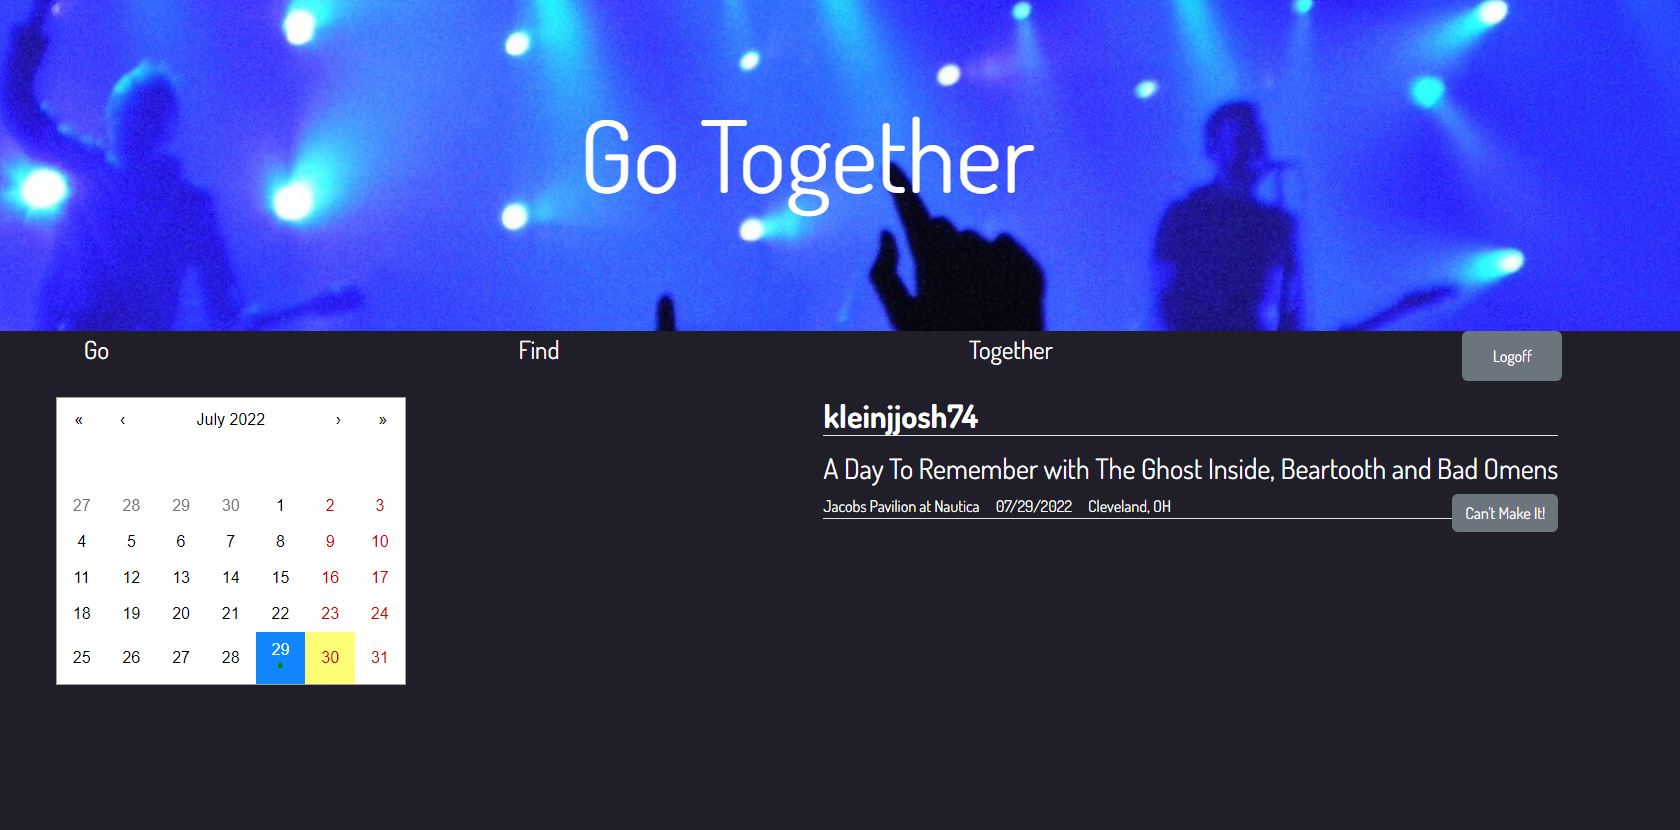 Go Together
Go Find Together Logoff
« ‹ July 2022 › »
27 28 29 30 1 2 3
4 5 6 7 8 9 10
11 12 13 14 15 16 17
18 19 20 21 22 23 24
25 26 27 28 29 30 31
kleinjjosh74
A Day To Remember with The Ghost Inside, Beartooth and Bad Omens
Jacobs Pavilion at Nautica 07/29/2022 Cleveland, OH
Can't Make It!